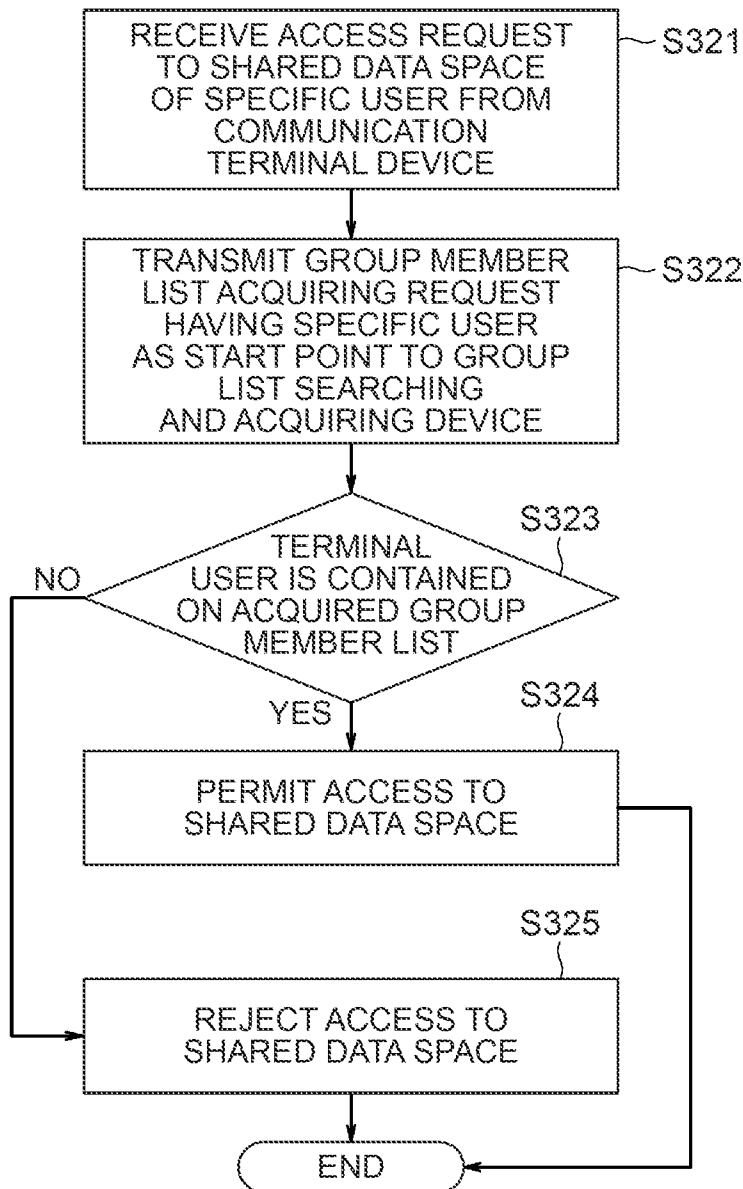 RECEIVE ACCESS REQUEST
TO SHARED DATA SPACE
OF SPECIFIC USER FROM
COMMUNICATION
TERMINAL DEVICE
S321
TRANSMIT GROUP MEMBER
LIST ACQUIRING REQUEST
HAVING SPECIFIC USER
AS START POINT TO GROUP
LIST SEARCHING
AND ACQUIRING DEVICE
S322
S323
TERMINAL
USER IS CONTAINED
ON ACQUIRED GROUP
MEMBER LIST
NO
YES
S324
PERMIT ACCESS TO
SHARED DATA SPACE
S325
REJECT ACCESS TO
SHARED DATA SPACE
END